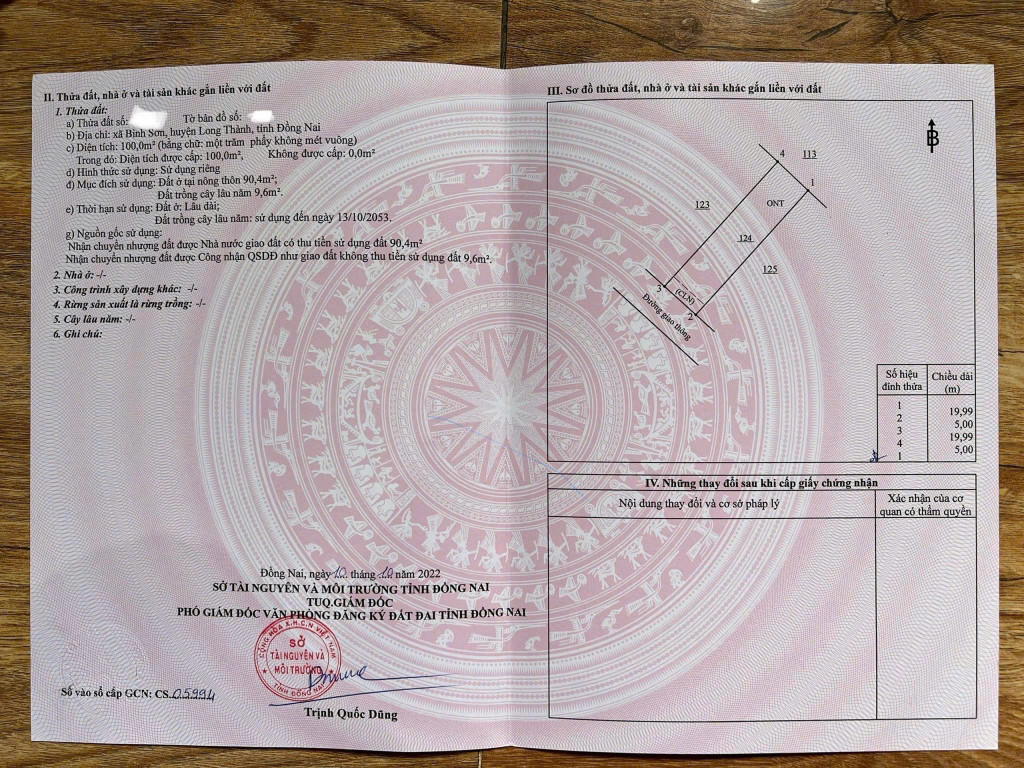 II. Thửa đất, nhà ở và tài sản khác gắn liền với đất
1. Thửa đất:
a) Thửa đất số: Tờ bản đồ số:
b) Địa chỉ: xã Bình Sơn, huyện Long Thành, tỉnh Đồng Nai
c) Diện tích: 100,0m² (bằng chữ: một trăm phẩy không mét vuông)
Trong đó: Diện tích được cấp: 100,0m², Không được cấp: 0,0m²
d) Hình thức sử dụng: Sử dụng riêng
đ) Mục đích sử dụng: Đất ở tại nông thôn 90,4m²;
Đất trồng cây lâu năm 9,6m².
e) Thời hạn sử dụng: Đất ở: Lâu dài;
Đất trồng cây lâu năm: sử dụng đến ngày 13/10/2053.
g) Nguồn gốc sử dụng:
Nhận chuyển nhượng đất được Nhà nước giao đất có thu tiền sử dụng đất 90,4m²
Nhận chuyển nhượng đất được Công nhận QSDĐ như giao đất không thu tiền sử dụng đất 9,6m².
2. Nhà ở: -/-
3. Công trình xây dựng khác: -/-
4. Rừng sản xuất là rừng trồng: -/-
5. Cây lâu năm: -/-
6. Ghi chú:
Đồng Nai, ngày 10 tháng 10 năm 2022
SỞ TÀI NGUYÊN VÀ MÔI TRƯỜNG TỈNH ĐỒNG NAI
TUQ.GIÁM ĐỐC
PHÓ GIÁM ĐỐC VĂN PHÒNG ĐĂNG KÝ ĐẤT ĐAI TỈNH ĐỒNG NAI
CỘNG HÒA X.H.C.N VIỆT NAM
SỞ
TÀI NGUYÊN VÀ
MÔI TRƯỜNG
TỈNH ĐỒNG NAI
Số vào sổ cấp GCN: CS.05994
Trịnh Quốc Dũng
III. Sơ đồ thửa đất, nhà ở và tài sản khác gắn liền với đất
B
4
113
1
123
ONT
124
125
3
(CLN)
2
Đường giao thông
Số hiệu đỉnh thửa
Chiều dài (m)
1
19,99
2
5,00
3
19,99
4
5,00
1
IV. Những thay đổi sau khi cấp giấy chứng nhận
Nội dung thay đổi và cơ sở pháp lý
Xác nhận của cơ
quan có thẩm quyền